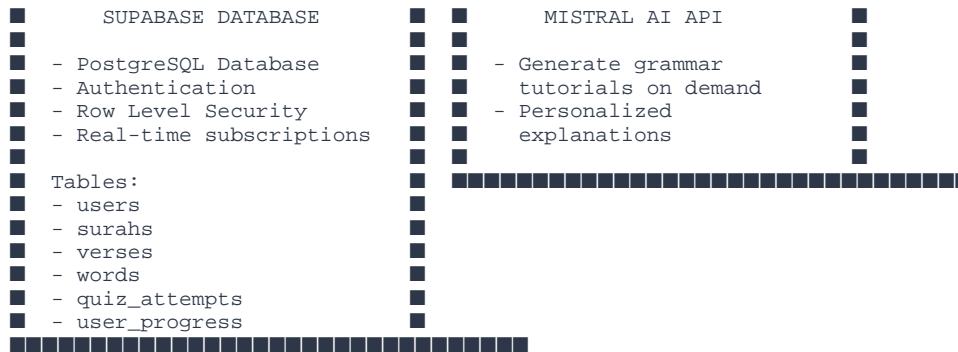 SUPABASE DATABASE
- PostgreSQL Database
- Authentication
- Row Level Security
- Real-time subscriptions
Tables:
- users
- surahs
- verses
- words
- quiz_attempts
- user_progress
MISTRAL AI API
- Generate grammar
tutorials on demand
- Personalized
explanations